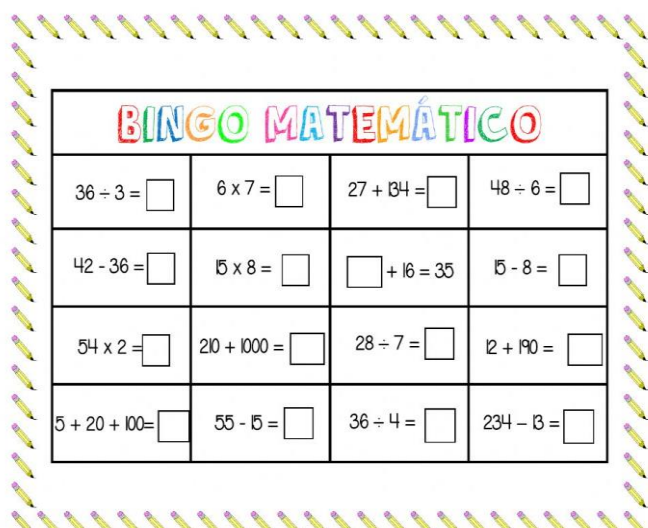 BINGO MATEMÁTICO
36 ÷ 3 =
6 x 7 =
27 + 134 =
48 ÷ 6 =
42 - 36 =
15 x 8 =
+ 16 = 35
15 - 8 =
54 x 2 =
210 + 1000 =
28 ÷ 7 =
12 + 190 =
5 + 20 + 100=
55 - 15 =
36 ÷ 4 =
234 – 13 =